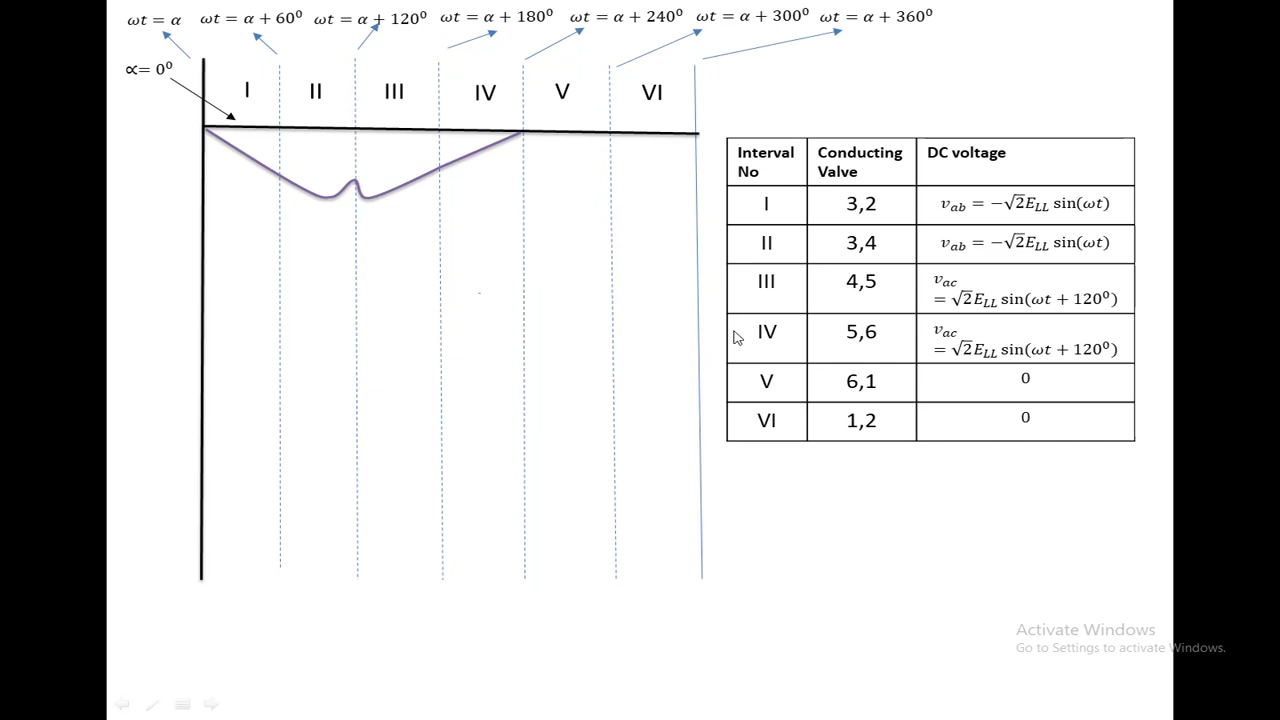 ωt = α
ωt = α + 60⁰
ωt = α + 120⁰
ωt = α + 180⁰
ωt = α + 240⁰
ωt = α + 300⁰
ωt = α + 360⁰
∝= 0⁰
I II III IV V VI
Interval No Conducting Valve DC voltage
I 3,2 v_ab = −√2E_LL sin(ωt)
II 3,4 v_ab = −√2E_LL sin(ωt)
III 4,5 v_ac
= √2E_LL sin(ωt + 120⁰)
IV 5,6 v_ac
= √2E_LL sin(ωt + 120⁰)
V 6,1 0
VI 1,2 0
Activate Windows
Go to Settings to activate Windows.